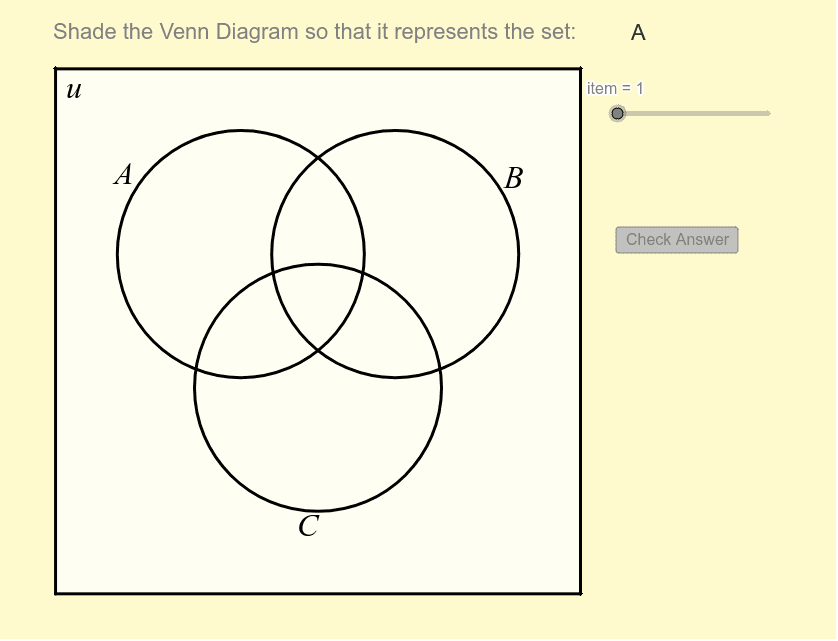 Shade the Venn Diagram so that it represents the set: A
u
item = 1
A
B
Check Answer
C